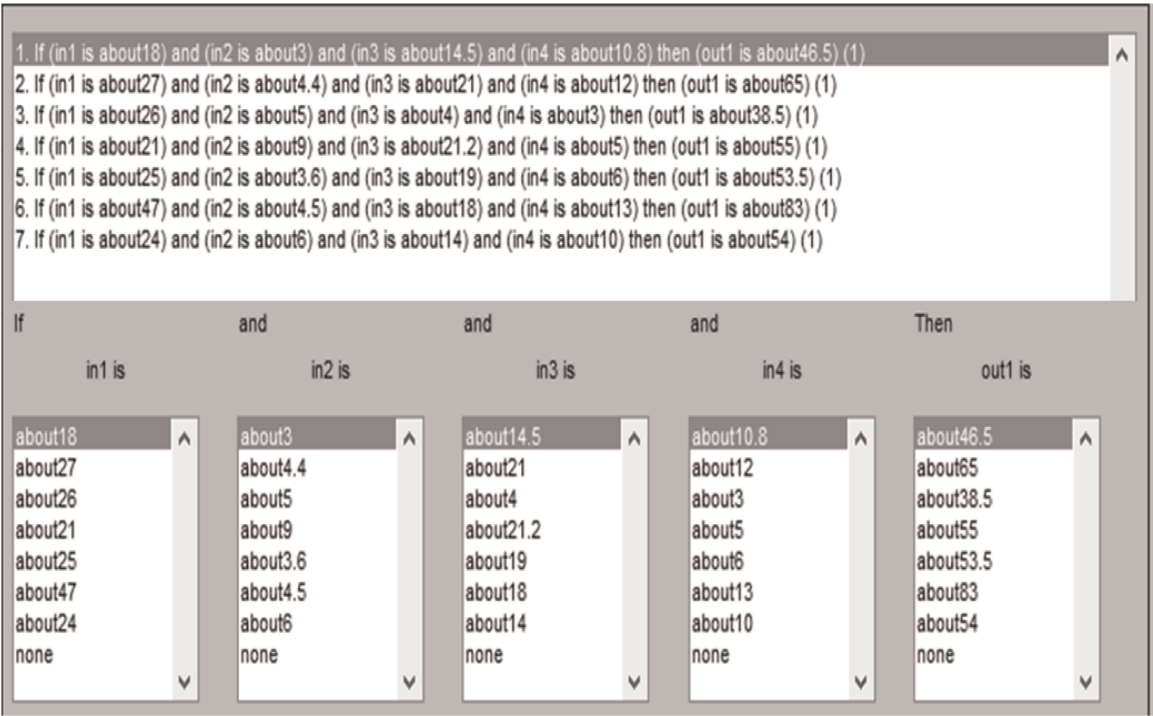 1. If (in1 is about18) and (in2 is about3) and (in3 is about14.5) and (in4 is about10.8) then (out1 is about46.5) (1)
2. If (in1 is about27) and (in2 is about4.4) and (in3 is about21) and (in4 is about12) then (out1 is about65) (1)
3. If (in1 is about26) and (in2 is about5) and (in3 is about4) and (in4 is about3) then (out1 is about38.5) (1)
4. If (in1 is about21) and (in2 is about9) and (in3 is about21.2) and (in4 is about5) then (out1 is about55) (1)
5. If (in1 is about25) and (in2 is about3.6) and (in3 is about19) and (in4 is about6) then (out1 is about53.5) (1)
6. If (in1 is about47) and (in2 is about4.5) and (in3 is about18) and (in4 is about13) then (out1 is about83) (1)
7. If (in1 is about24) and (in2 is about6) and (in3 is about14) and (in4 is about10) then (out1 is about54) (1)
If and and and Then
in1 is in2 is in3 is in4 is out1 is
about18 about3 about14.5 about10.8 about46.5
about27 about4.4 about21 about12 about65
about26 about5 about4 about3 about38.5
about21 about9 about21.2 about5 about55
about25 about3.6 about19 about6 about53.5
about47 about4.5 about18 about13 about83
about24 about6 about14 about10 about54
none none none none none